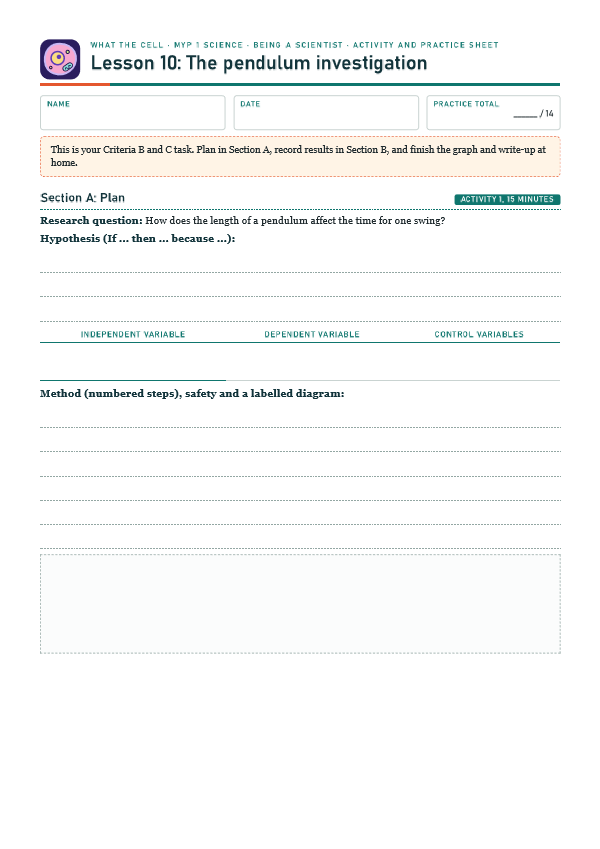 WHAT THE CELL · MYP 1 SCIENCE · BEING A SCIENTIST · ACTIVITY AND PRACTICE SHEET
Lesson 10: The pendulum investigation
NAME
DATE
PRACTICE TOTAL
_____ / 14
This is your Criteria B and C task. Plan in Section A, record results in Section B, and finish the graph and write-up at
home.
Section A: Plan
ACTIVITY 1, 15 MINUTES
Research question: How does the length of a pendulum affect the time for one swing?
Hypothesis (If ... then ... because ...):
INDEPENDENT VARIABLE
DEPENDENT VARIABLE
CONTROL VARIABLES
Method (numbered steps), safety and a labelled diagram: